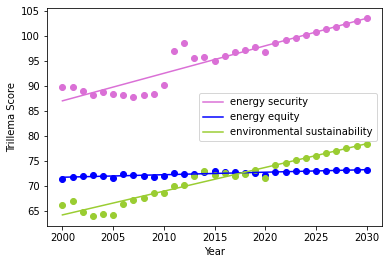 105
100
95
90
85
80
75
70
65
Trillema Score
energy security
energy equity
environmental sustainability
2000 2005 2010 2015 2020 2025 2030
Year